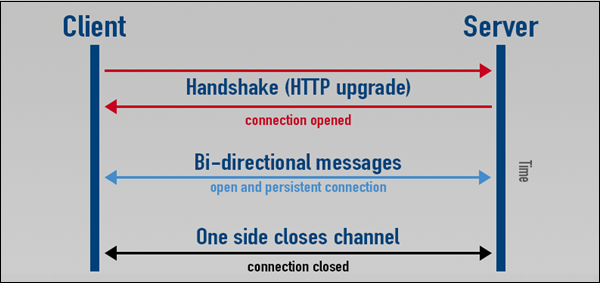 Client
Server
Handshake (HTTP upgrade)
connection opened
Bi-directional messages
open and persistent connection
Time
One side closes channel
connection closed